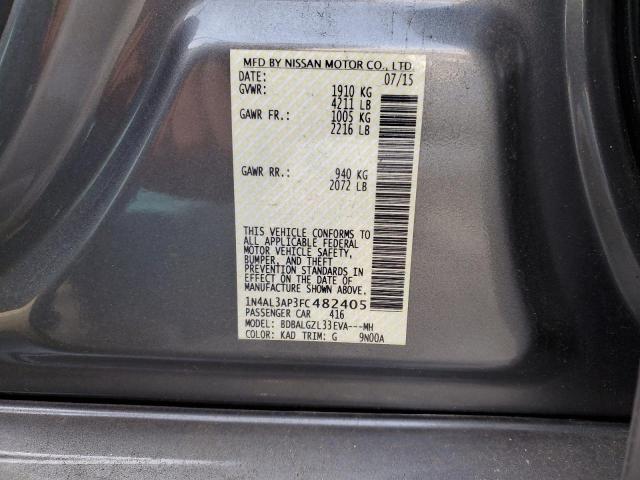 MFD BY NISSAN MOTOR CO., LTD.
DATE: 07/15
GVWR: 1910 KG
4211 LB
GAWR FR.: 1005 KG
2216 LB
GAWR RR.: 940 KG
2072 LB
THIS VEHICLE CONFORMS TO
ALL APPLICABLE FEDERAL
MOTOR VEHICLE SAFETY,
BUMPER, AND THEFT
PREVENTION STANDARDS IN
EFFECT ON THE DATE OF
MANUFACTURE SHOWN ABOVE.
1N4AL3AP3FC482405
PASSENGER CAR 416
MODEL: BDBALGZL33EVA---MH
COLOR: KAD TRIM: G 9N00A